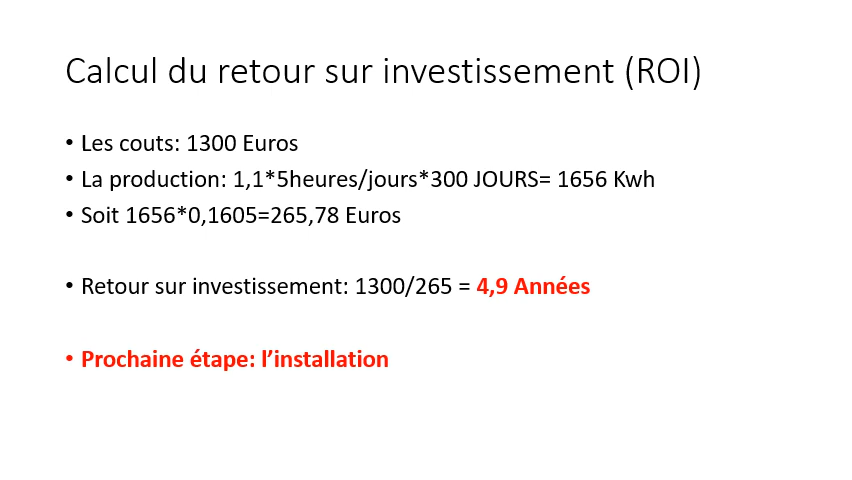 Calcul du retour sur investissement (ROI)
• Les couts: 1300 Euros
• La production: 1,1*5heures/jours*300 JOURS= 1656 Kwh
• Soit 1656*0,1605=265,78 Euros
• Retour sur investissement: 1300/265 = 4,9 Années
• Prochaine étape: l’installation